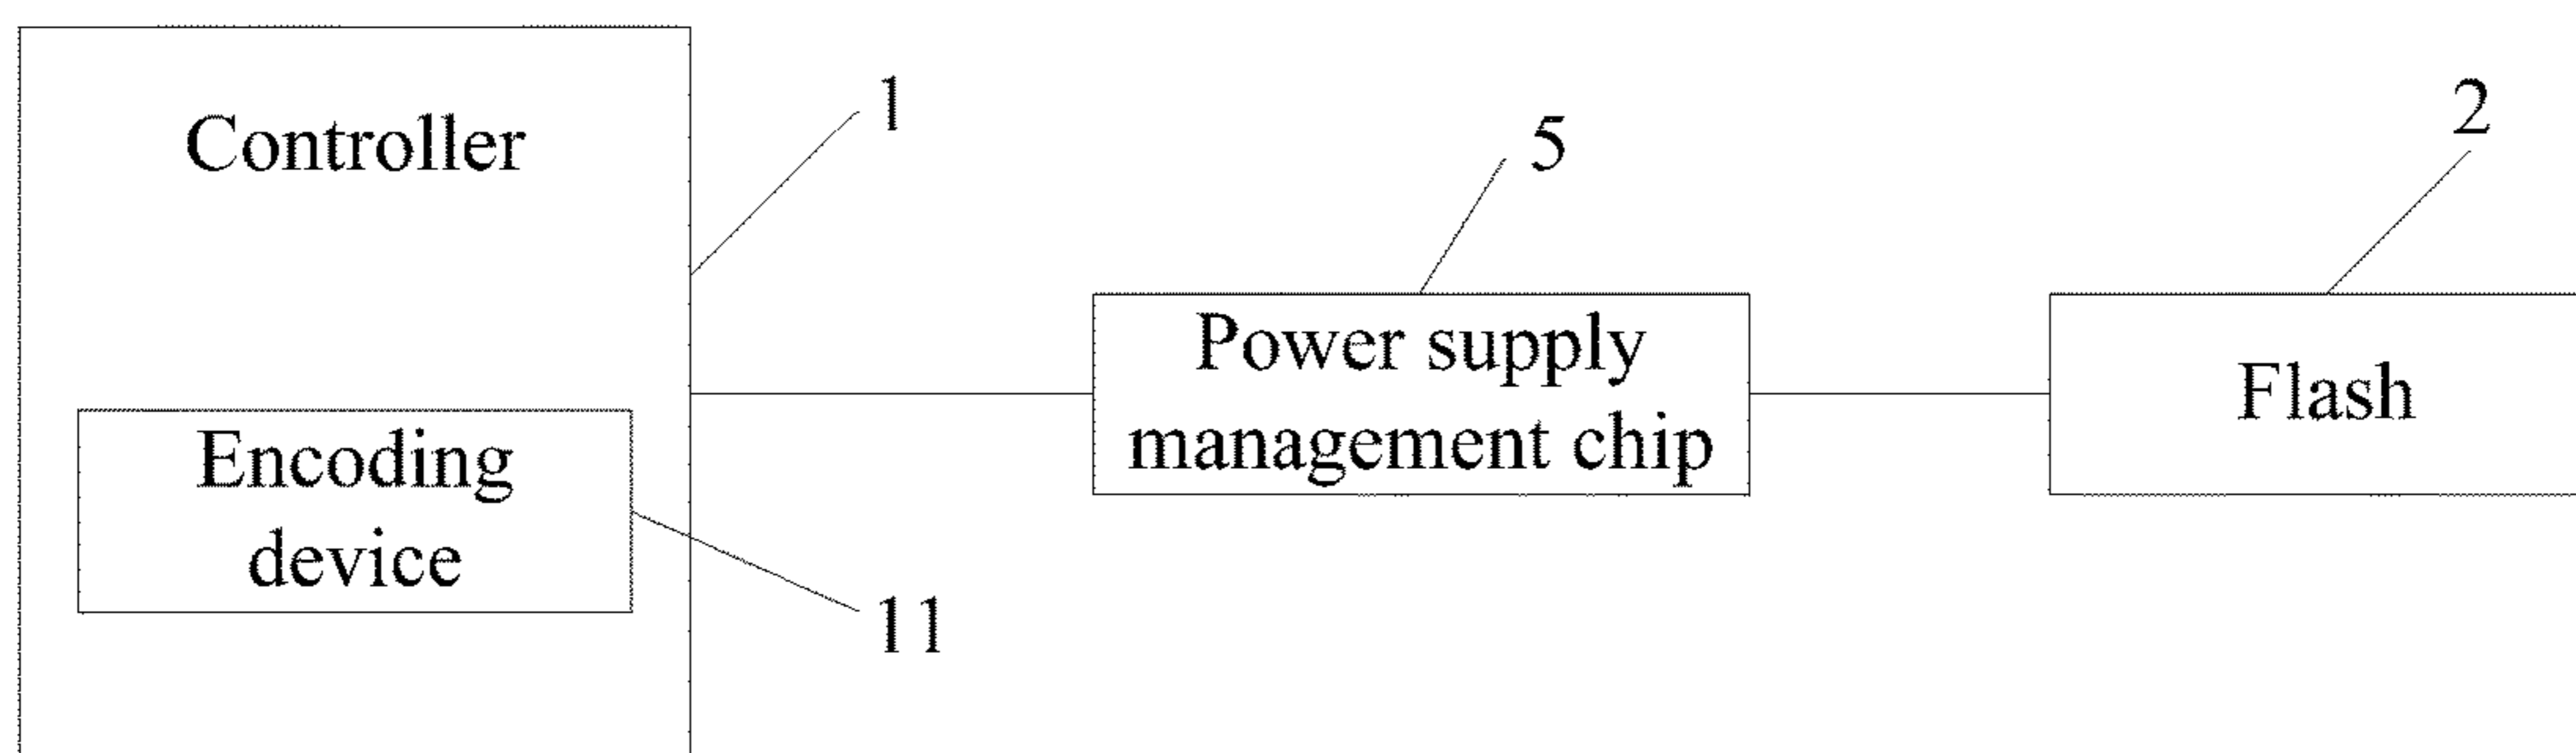 Controller
1
5
2
Power supply
management chip
Flash
Encoding
device
11